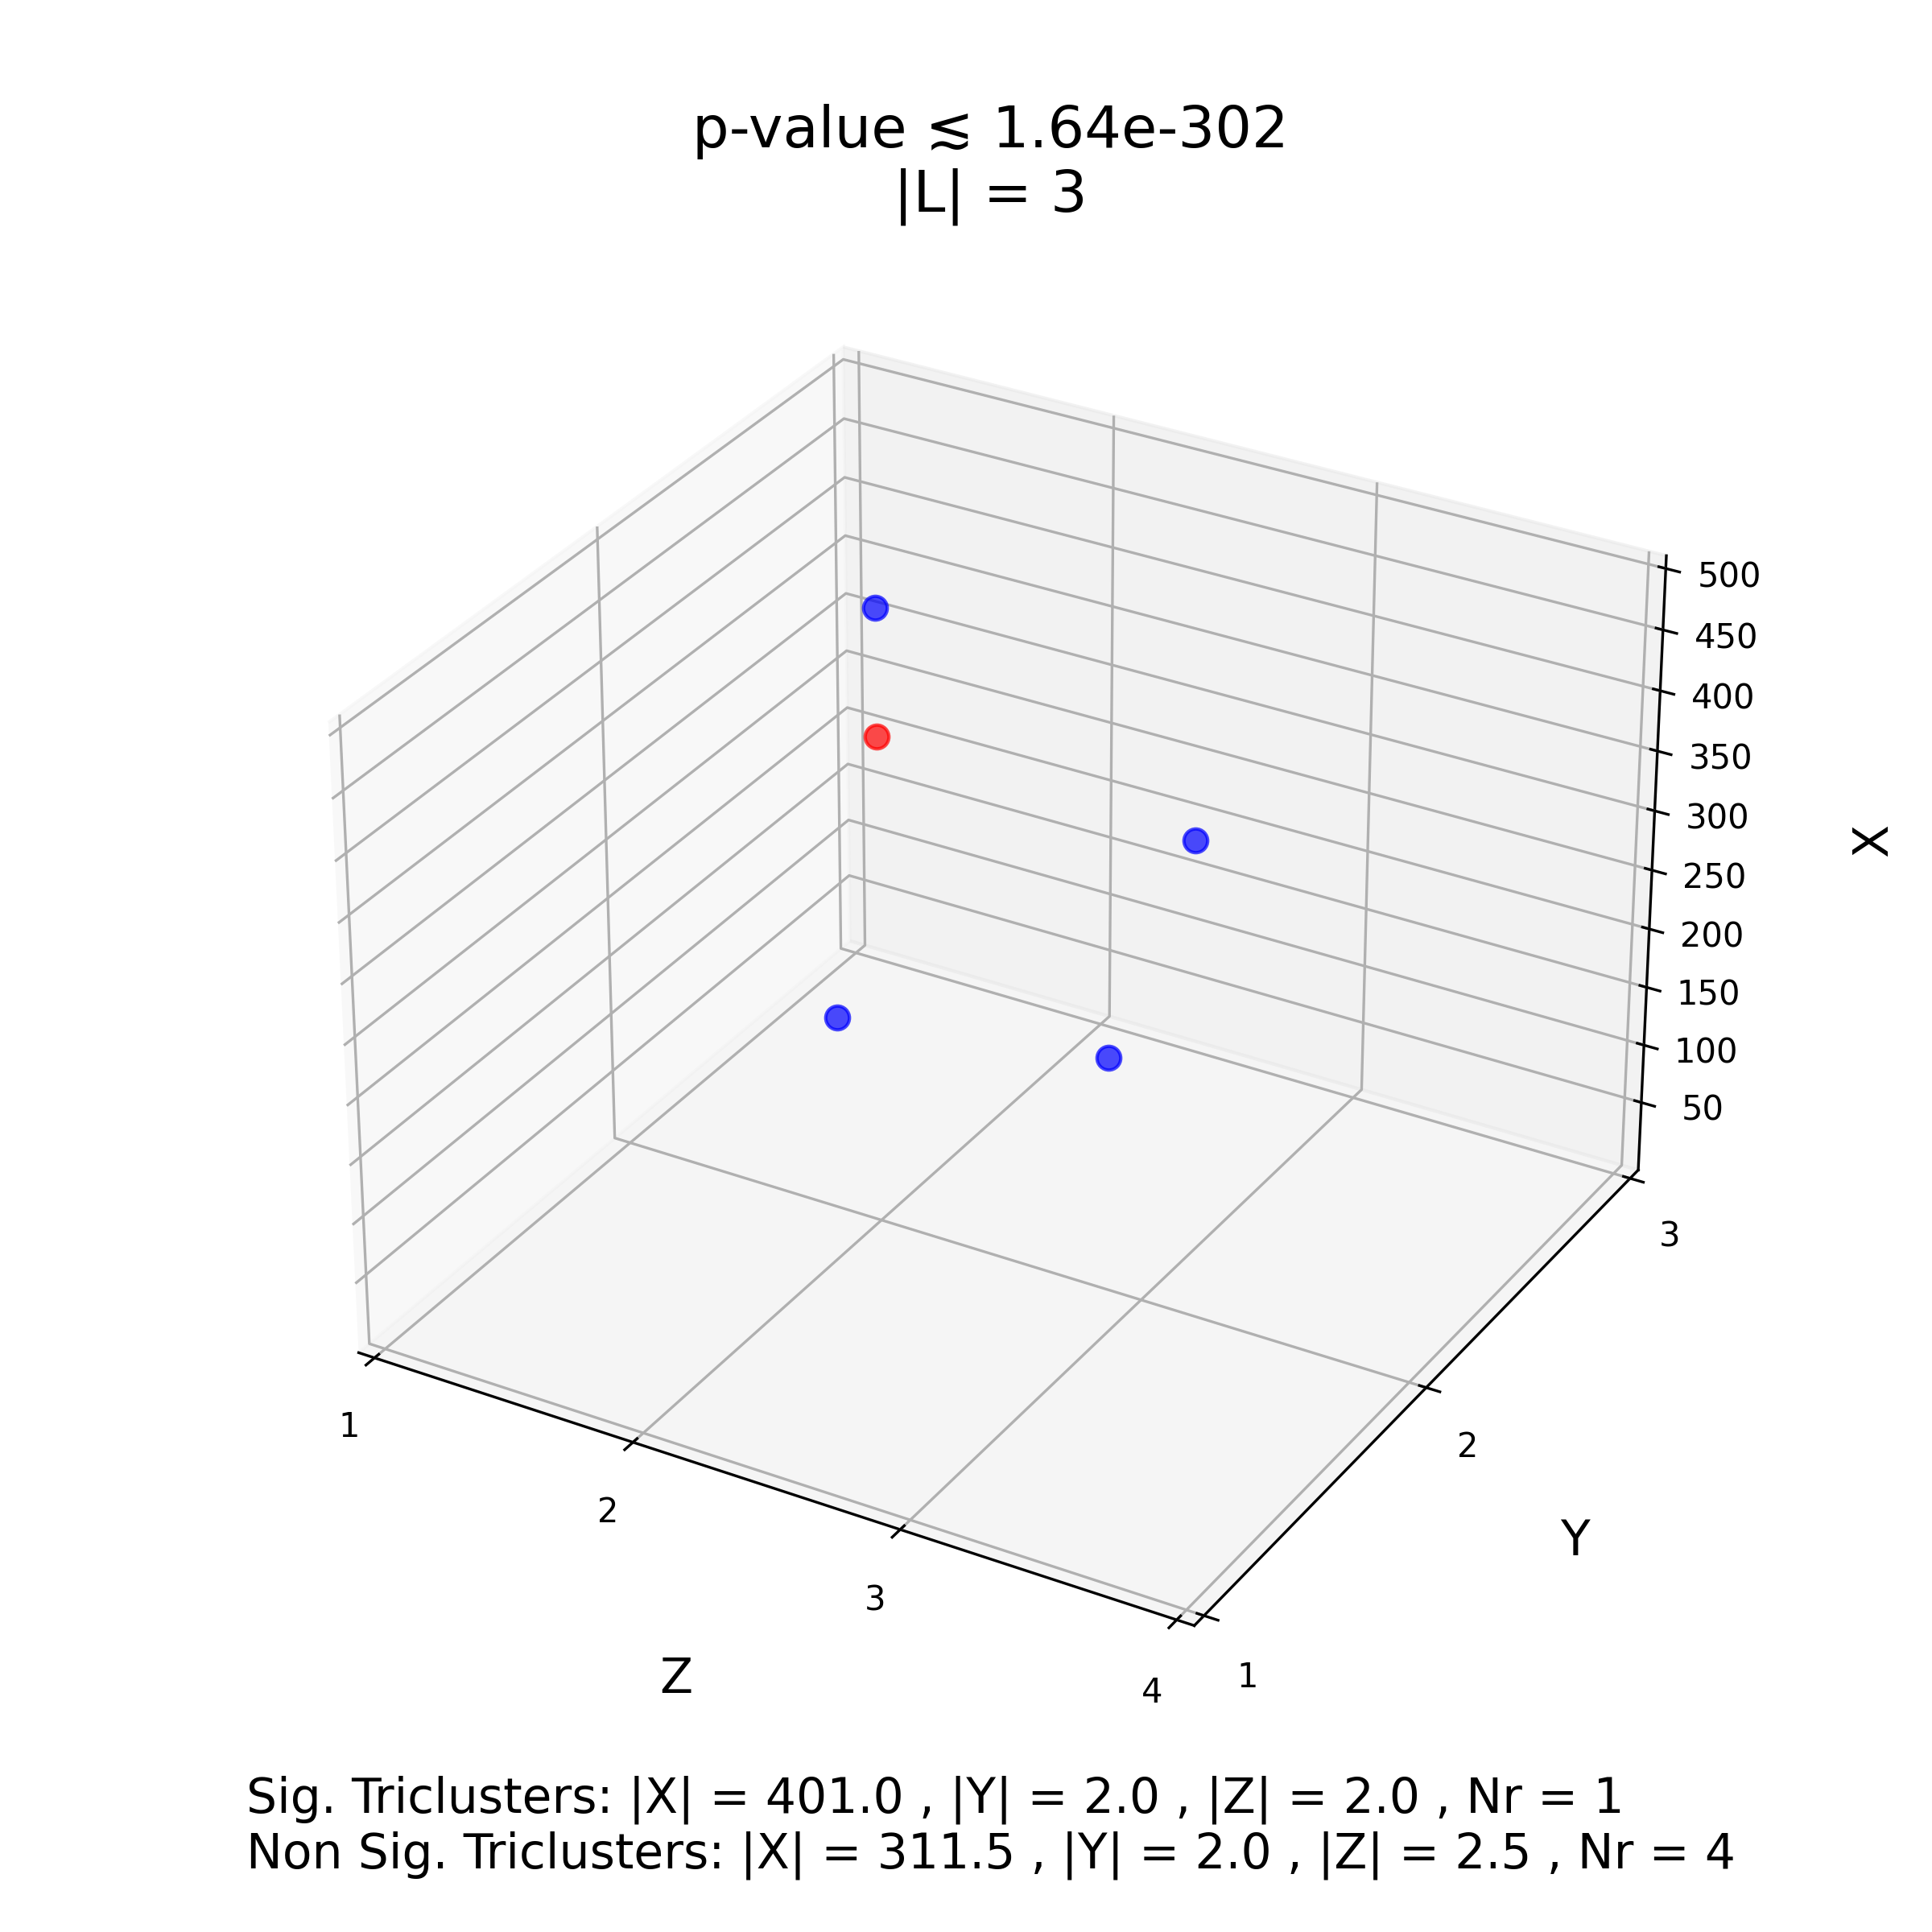 p-value ⪅ 1.64e-302
|L| = 3
500
450
400
350
300
250
200
150
100
50
X
3
2
1
Y
1
2
3
4
Z
Sig. Triclusters: |X| = 401.0 , |Y| = 2.0 , |Z| = 2.0 , Nr = 1
Non Sig. Triclusters: |X| = 311.5 , |Y| = 2.0 , |Z| = 2.5 , Nr = 4